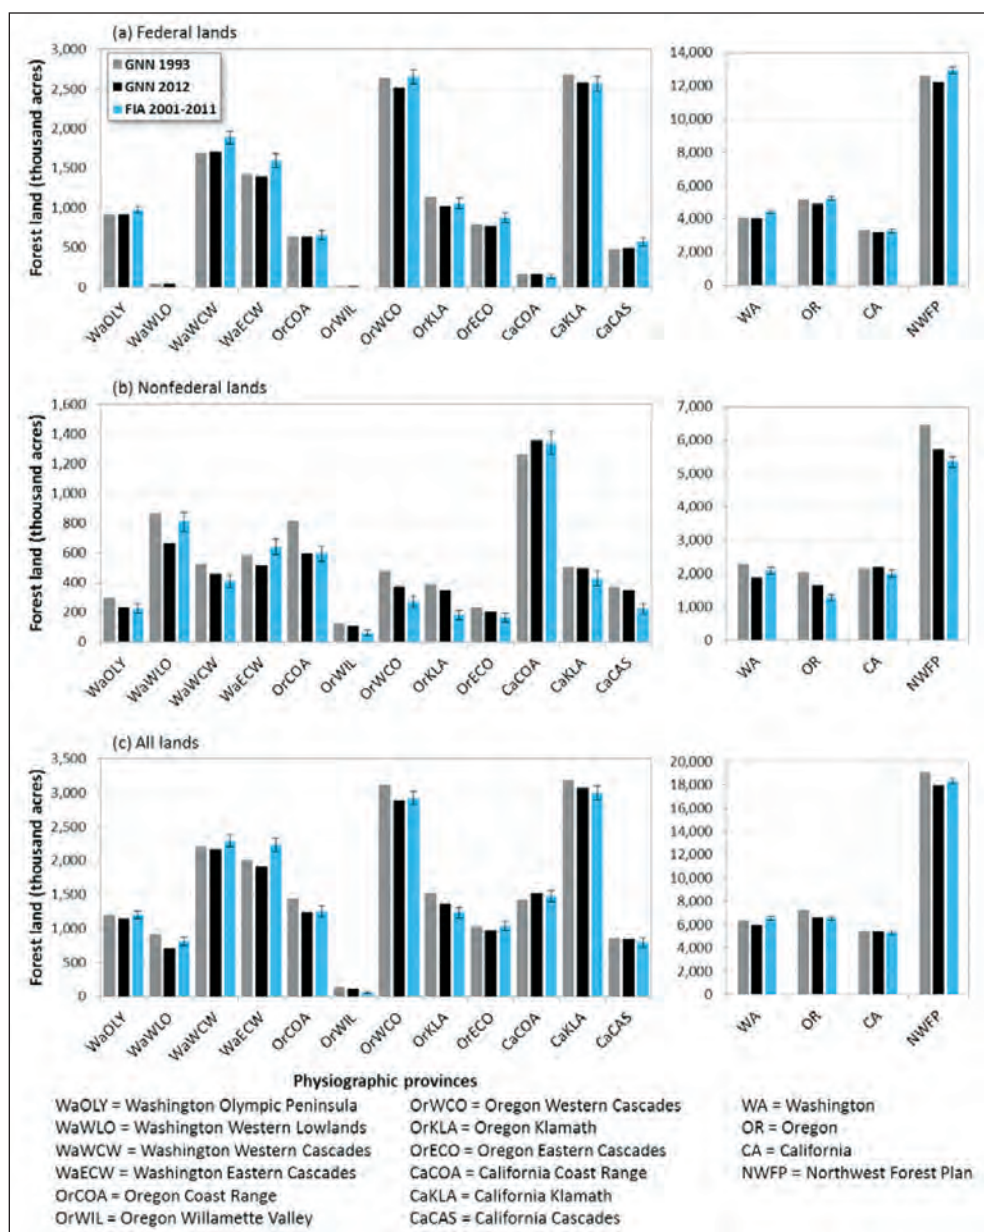 (a) Federal lands
Forest land (thousand acres)
3,000
2,500
2,000
1,500
1,000
500
0
GNN 1993
GNN 2012
FIA 2001-2011
WaOLY
WaWLO
WaWCW
WaECW
OrCOA
OrWIL
OrWCO
OrKLA
OrECO
CaCOA
CaKLA
CaCAS
14,000
12,000
10,000
8,000
6,000
4,000
2,000
0
WA
OR
CA
NWFP
(b) Nonfederal lands
Forest land (thousand acres)
1,600
1,400
1,200
1,000
800
600
400
200
0
WaOLY
WaWLO
WaWCW
WaECW
OrCOA
OrWIL
OrWCO
OrKLA
OrECO
CaCOA
CaKLA
CaCAS
7,000
6,000
5,000
4,000
3,000
2,000
1,000
0
WA
OR
CA
NWFP
(c) All lands
Forest land (thousand acres)
3,500
3,000
2,500
2,000
1,500
1,000
500
0
WaOLY
WaWLO
WaWCW
WaECW
OrCOA
OrWIL
OrWCO
OrKLA
OrECO
CaCOA
CaKLA
CaCAS
20,000
18,000
16,000
14,000
12,000
10,000
8,000
6,000
4,000
2,000
0
WA
OR
CA
NWFP
Physiographic provinces
WaOLY = Washington Olympic Peninsula
WaWLO = Washington Western Lowlands
WaWCW = Washington Western Cascades
WaECW = Washington Eastern Cascades
OrCOA = Oregon Coast Range
OrWIL = Oregon Willamette Valley
OrWCO = Oregon Western Cascades
OrKLA = Oregon Klamath
OrECO = Oregon Eastern Cascades
CaCOA = California Coast Range
CaKLA = California Klamath
CaCAS = California Cascades
WA = Washington
OR = Oregon
CA = California
NWFP = Northwest Forest Plan